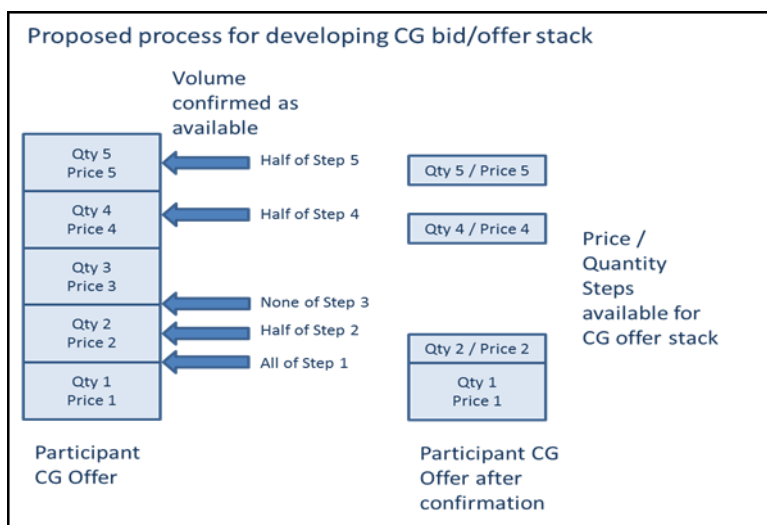 Proposed process for developing CG bid/offer stack
Volume
confirmed as
available
Qty 5
Price 5
Qty 4
Price 4
Qty 3
Price 3
Qty 2
Price 2
Qty 1
Price 1
Participant
CG Offer
Half of Step 5
Half of Step 4
None of Step 3
Half of Step 2
All of Step 1
Qty 5 / Price 5
Qty 4 / Price 4
Qty 2 / Price 2
Qty 1
Price 1
Participant CG
Offer after
confirmation
Price /
Quantity
Steps
available for
CG offer stack